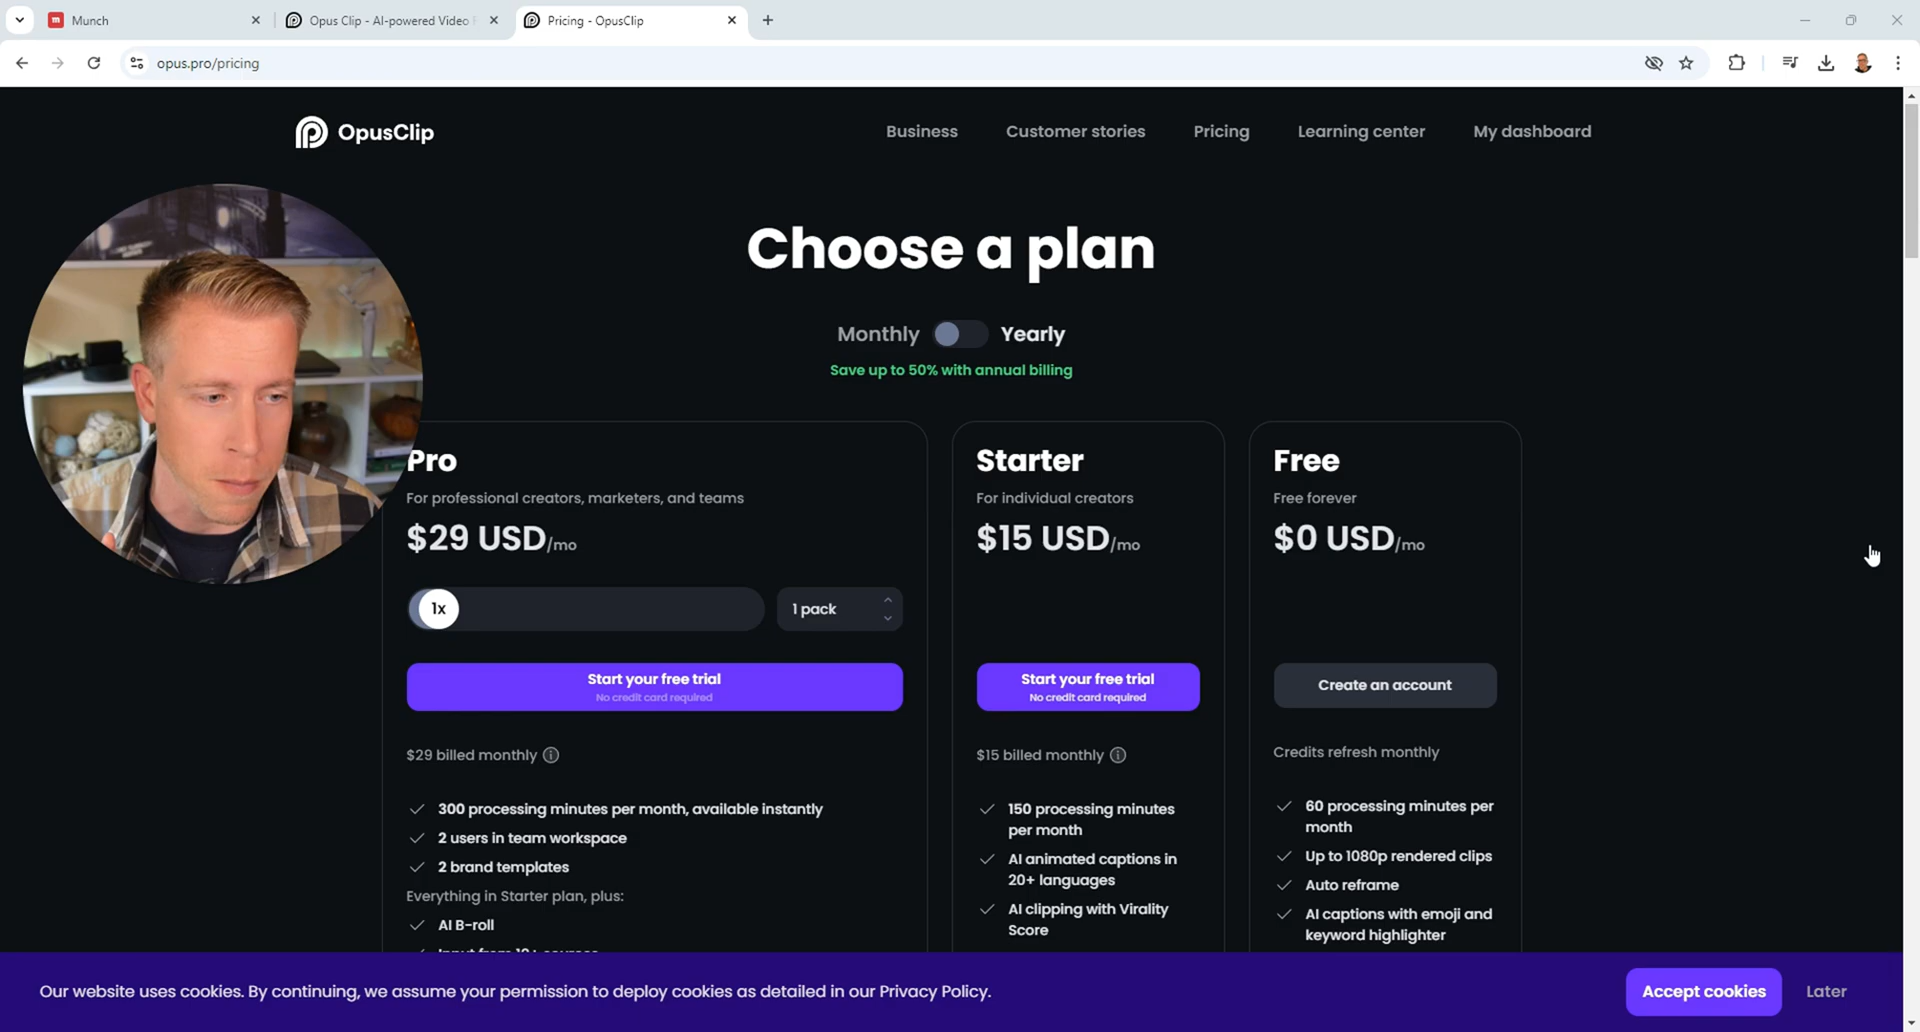 Munch
Opus Clip - AI-powered Video
Pricing - OpusClip
opus.pro/pricing
OpusClip
Business
Customer stories
Pricing
Learning center
My dashboard
Choose a plan
Monthly
Yearly
Save up to 50% with annual billing
Pro
For professional creators, marketers, and teams
$29 USD/mo
1x
1 pack
Start your free trial
No credit card required
$29 billed monthly
300 processing minutes per month, available instantly
2 users in team workspace
2 brand templates
Everything in Starter plan, plus:
AI B-roll
Starter
For individual creators
$15 USD/mo
Start your free trial
No credit card required
$15 billed monthly
150 processing minutes
per month
AI animated captions in
20+ languages
AI clipping with Virality
Score
Free
Free forever
$0 USD/mo
Create an account
Credits refresh monthly
60 processing minutes per
month
Up to 1080p rendered clips
Auto reframe
AI captions with emoji and
keyword highlighter
Our website uses cookies. By continuing, we assume your permission to deploy cookies as detailed in our Privacy Policy.
Accept cookies
Later